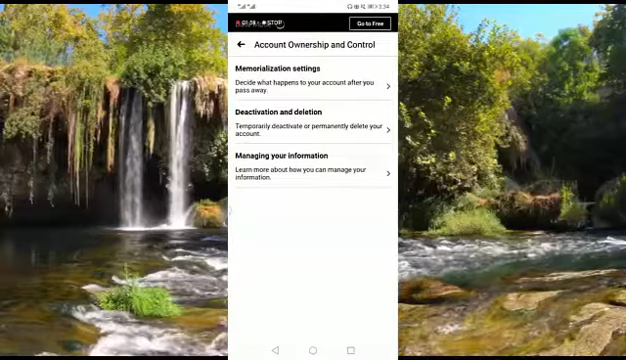 Go to Free
Account Ownership and Control
Memorialization settings
Decide what happens to your account after you
pass away.
Deactivation and deletion
Temporarily deactivate or permanently delete your
account.
Managing your information
Learn more about how you can manage your
information.